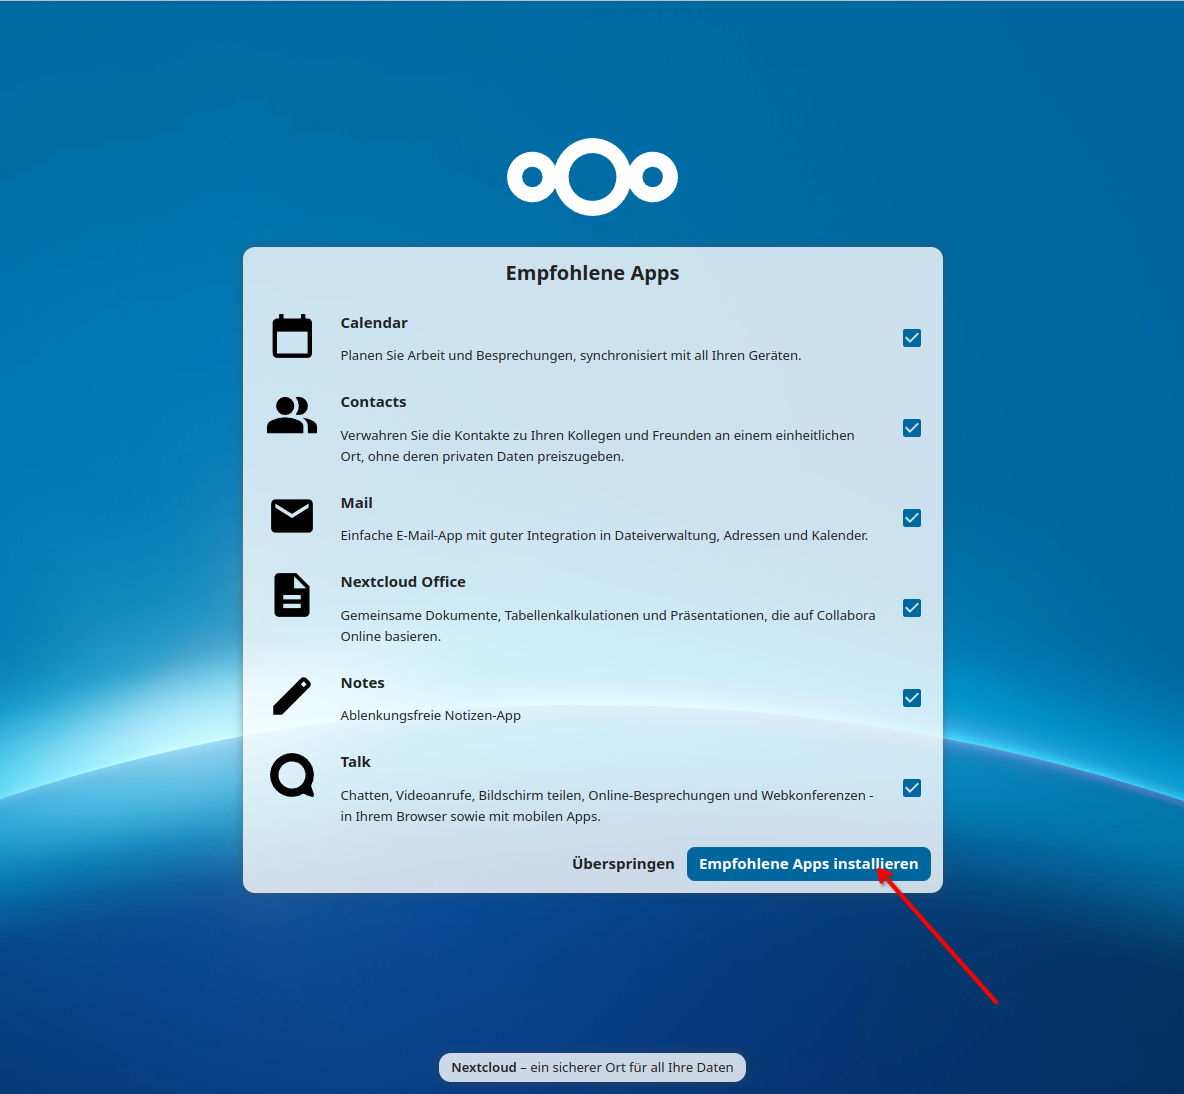 Empfohlene Apps
Calendar
Planen Sie Arbeit und Besprechungen, synchronisiert mit all Ihren Geräten.
Contacts
Verwahren Sie die Kontakte zu Ihren Kollegen und Freunden an einem einheitlichen
Ort, ohne deren privaten Daten preiszugeben.
Mail
Einfache E-Mail-App mit guter Integration in Dateiverwaltung, Adressen und Kalender.
Nextcloud Office
Gemeinsame Dokumente, Tabellenkalkulationen und Präsentationen, die auf Collabora
Online basieren.
Notes
Ablenkungsfreie Notizen-App
Talk
Chatten, Videoanrufe, Bildschirm teilen, Online-Besprechungen und Webkonferenzen -
in Ihrem Browser sowie mit mobilen Apps.
Überspringen Empfohlene Apps installieren
Nextcloud – ein sicherer Ort für all Ihre Daten